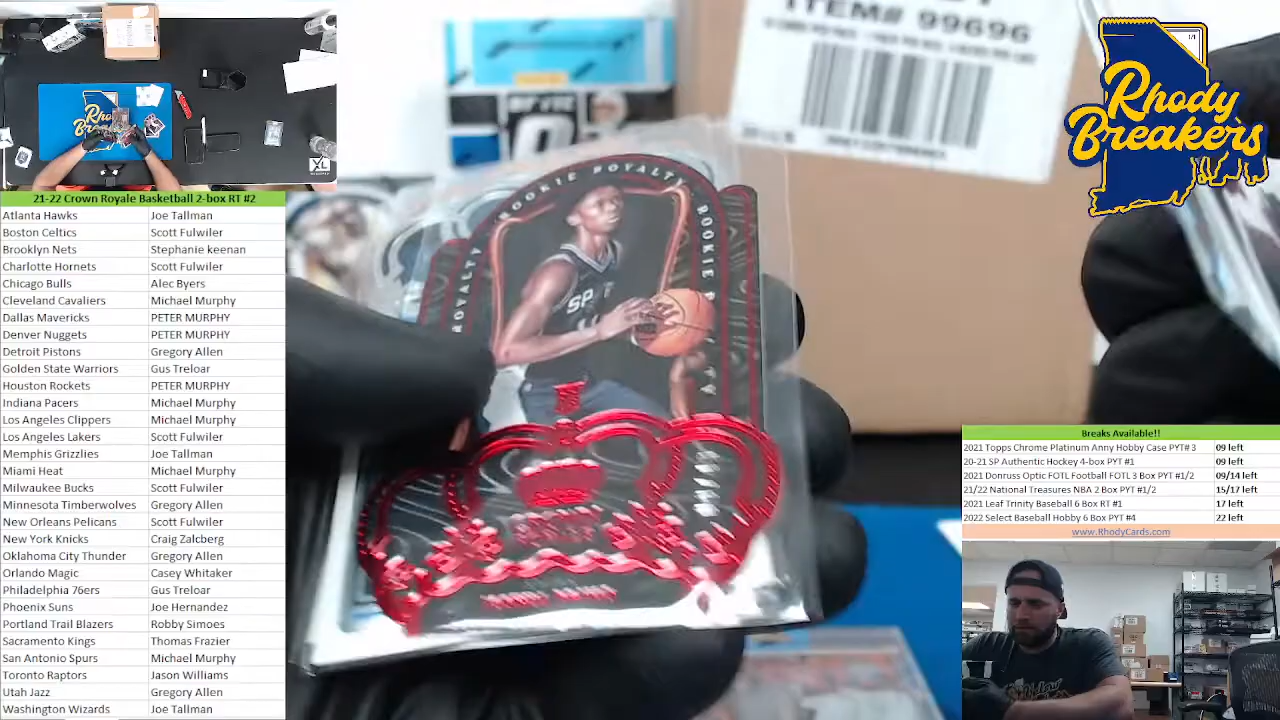 ITEM# 99696
Rhody
Breakers
RI
1/1
Rhody
Breakers
XL
21-22 Crown Royale Basketball 2-box RT #2
Atlanta Hawks Joe Tallman
Boston Celtics Scott Fulwiler
Brooklyn Nets Stephanie keenan
Charlotte Hornets Scott Fulwiler
Chicago Bulls Alec Byers
Cleveland Cavaliers Michael Murphy
Dallas Mavericks PETER MURPHY
Denver Nuggets PETER MURPHY
Detroit Pistons Gregory Allen
Golden State Warriors Gus Treloar
Houston Rockets PETER MURPHY
Indiana Pacers Michael Murphy
Los Angeles Clippers Michael Murphy
Los Angeles Lakers Scott Fulwiler
Memphis Grizzlies Joe Tallman
Miami Heat Michael Murphy
Milwaukee Bucks Scott Fulwiler
Minnesota Timberwolves Gregory Allen
New Orleans Pelicans Scott Fulwiler
New York Knicks Craig Zalcberg
Oklahoma City Thunder Gregory Allen
Orlando Magic Casey Whitaker
Philadelphia 76ers Gus Treloar
Phoenix Suns Joe Hernandez
Portland Trail Blazers Robby Simoes
Sacramento Kings Thomas Frazier
San Antonio Spurs Michael Murphy
Toronto Raptors Jason Williams
Utah Jazz Gregory Allen
Washington Wizards Joe Tallman
ROYALTY ROOKIE ROYALTY ROOKIE
SP
Breaks Available!!
2021 Topps Chrome Platinum Anny Hobby Case PYT# 3 09 left
20-21 SP Authentic Hockey 4-box PYT #1 09 left
2021 Donruss Optic FOTL Football FOTL 3 Box PYT #1/2 09/14 left
21/22 National Treasures NBA 2 Box PYT #1/2 15/17 left
2021 Leaf Trinity Baseball 6 Box RT #1 17 left
2022 Select Baseball Hobby 6 Box PYT #4 22 left
www.RhodyCards.com